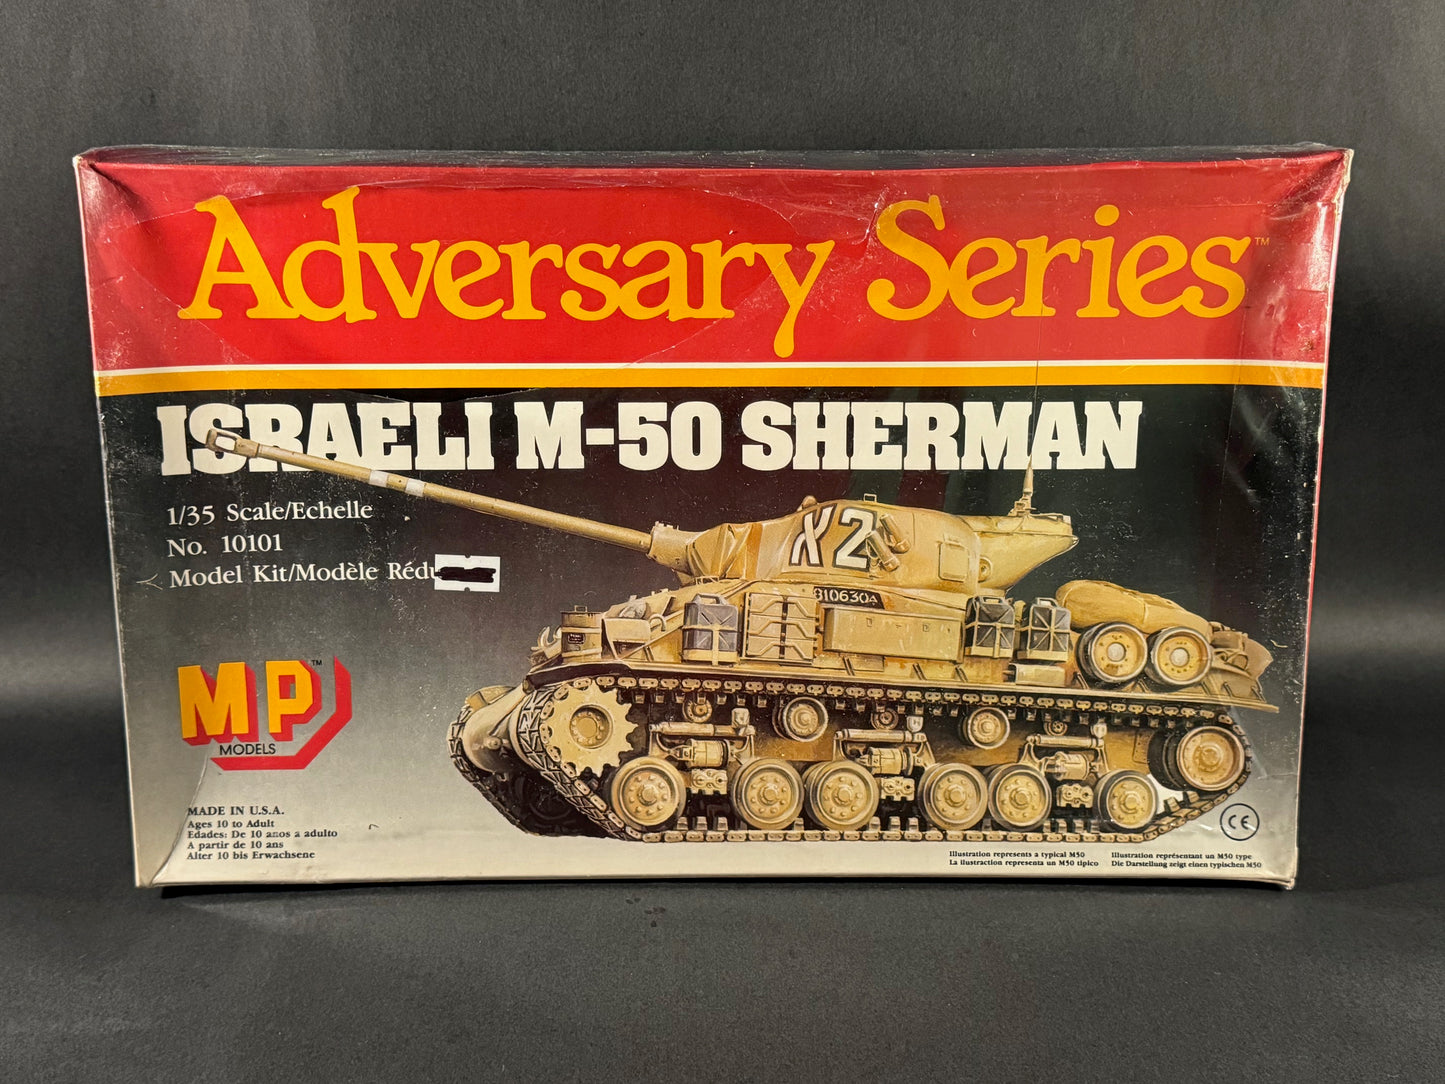 Adversary Series™
ISRAELI M-50 SHERMAN
1/35 Scale/Echelle
No. 10101
Model Kit/Modèle Rédu
X2
810630A
MP™
MODELS
MADE IN U.S.A.
Ages 10 to Adult
Edades: De 10 anos a adulto
A partir de 10 ans
Alter 10 bis Erwachsene
CE
Illustration represents a typical M50
La ilustraction representa un M50 tipico
Illustration représentant un M50 type
Die Darstellung zeigt einen typischen M50